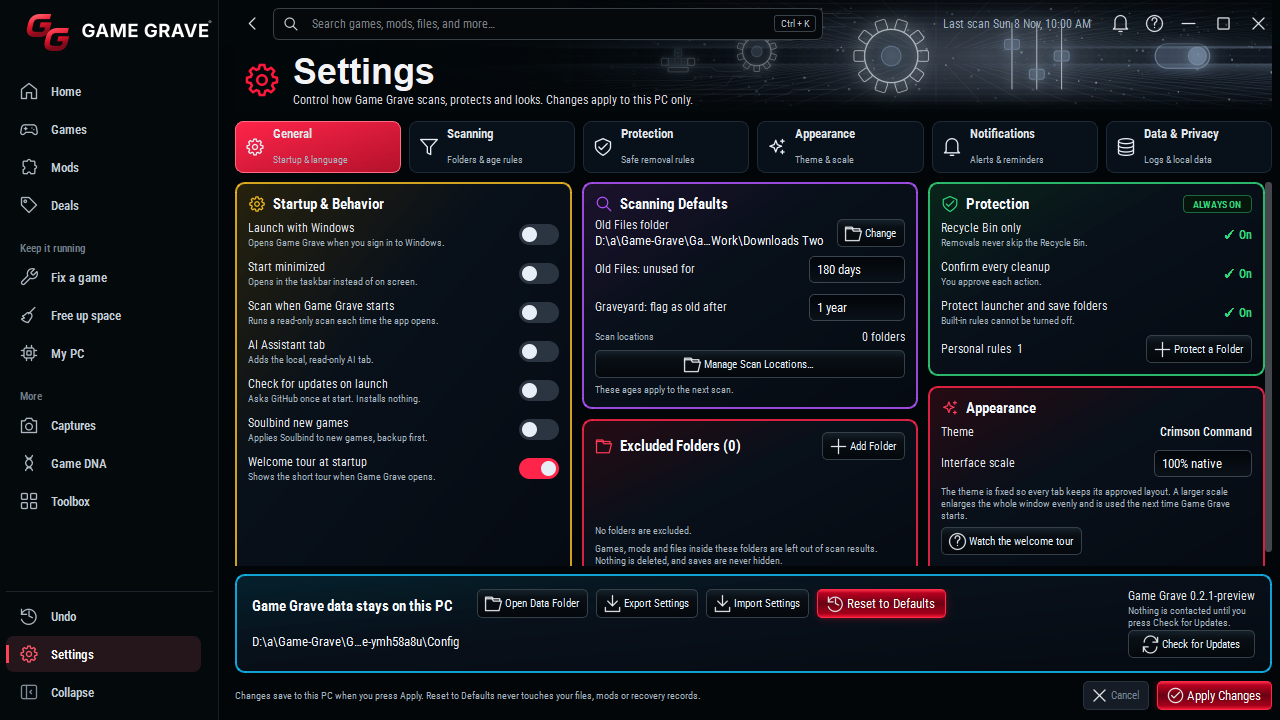 GAME GRAVE
Search games, mods, files, and more...
Ctrl + K
Last scan Sun 8 Nov, 10:00 AM
Home
Games
Mods
Deals
Keep it running
Fix a game
Free up space
My PC
More
Captures
Game DNA
Toolbox
Undo
Settings
Collapse
Settings
Control how Game Grave scans, protects and looks. Changes apply to this PC only.
General
Startup & language
Scanning
Folders & age rules
Protection
Safe removal rules
Appearance
Theme & scale
Notifications
Alerts & reminders
Data & Privacy
Logs & local data
Startup & Behavior
Launch with Windows
Opens Game Grave when you sign in to Windows.
Start minimized
Opens in the taskbar instead of on screen.
Scan when Game Grave starts
Runs a read-only scan each time the app opens.
AI Assistant tab
Adds the local, read-only AI tab.
Check for updates on launch
Asks GitHub once at start. Installs nothing.
Soulbind new games
Applies Soulbind to new games, backup first.
Welcome tour at startup
Shows the short tour when Game Grave opens.
Scanning Defaults
Old Files folder
D:\a\Game-Grave\Ga...Work\Downloads Two
Change
Old Files: unused for
180 days
Graveyard: flag as old after
1 year
Scan locations
0 folders
Manage Scan Locations...
These ages apply to the next scan.
Excluded Folders (0)
Add Folder
No folders are excluded.
Games, mods and files inside these folders are left out of scan results.
Nothing is deleted, and saves are never hidden.
Protection
ALWAYS ON
Recycle Bin only
Removals never skip the Recycle Bin.
✓ On
Confirm every cleanup
You approve each action.
✓ On
Protect launcher and save folders
Built-in rules cannot be turned off.
✓ On
Personal rules 1
Protect a Folder
Appearance
Theme
Crimson Command
Interface scale
100% native
The theme is fixed so every tab keeps its approved layout. A larger scale
enlarges the whole window evenly and is used the next time Game Grave
starts.
Watch the welcome tour
Game Grave data stays on this PC
Open Data Folder
Export Settings
Import Settings
Reset to Defaults
D:\a\Game-Grave\G...e-ymh58a8u\Config
Game Grave 0.2.1-preview
Nothing is contacted until you
press Check for Updates.
Check for Updates
Changes save to this PC when you press Apply. Reset to Defaults never touches your files, mods or recovery records.
Cancel
Apply Changes